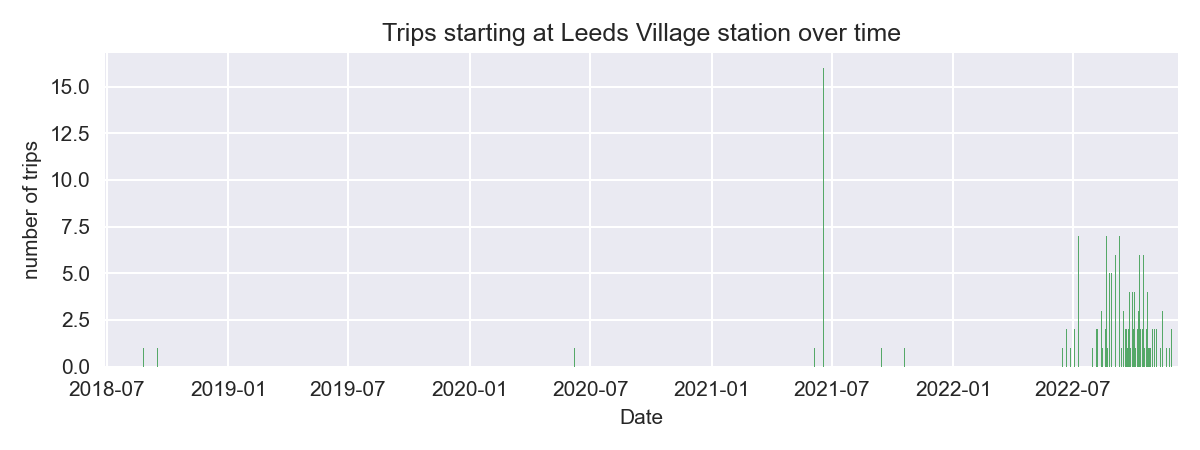 Trips starting at Leeds Village station over time
number of trips
15.0
12.5
10.0
7.5
5.0
2.5
0.0
2018-07 2019-01 2019-07 2020-01 2020-07 2021-01 2021-07 2022-01 2022-07
Date